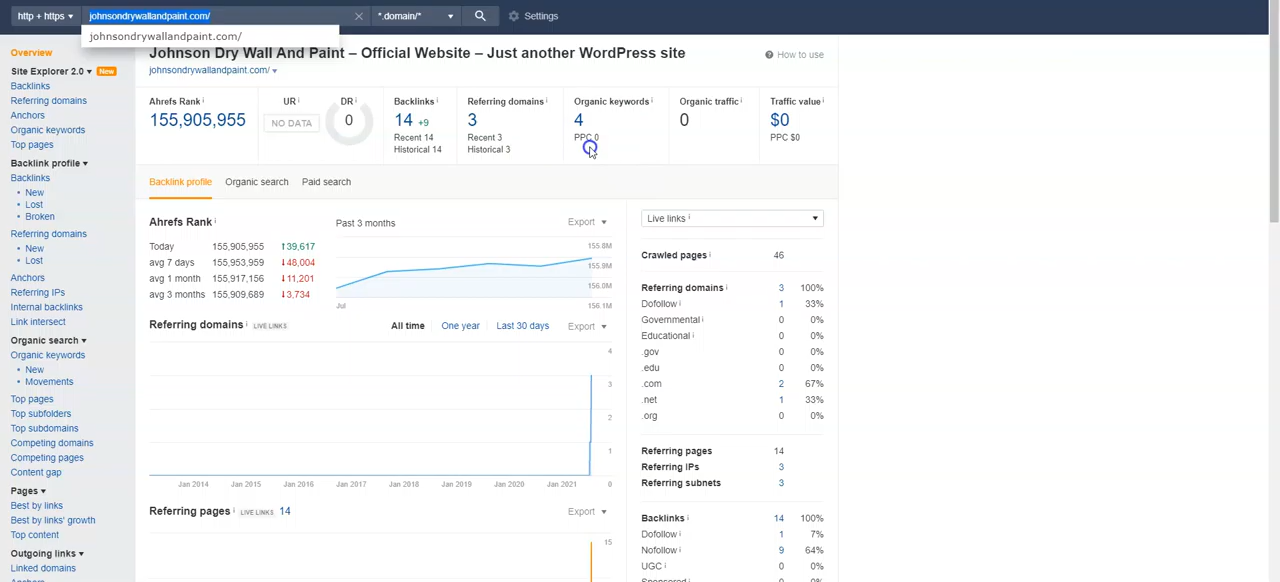 http + https ▾ johnsondrywallandpaint.com/ × *.domain/* ▾ Settings
johnsondrywallandpaint.com/
Overview
Site Explorer 2.0 ▾ New
Backlinks
Referring domains
Anchors
Organic keywords
Top pages
Backlink profile ▾
Backlinks
• New
• Lost
• Broken
Referring domains
• New
• Lost
Anchors
Referring IPs
Internal backlinks
Link intersect
Organic search ▾
Organic keywords
• New
• Movements
Top pages
Top subfolders
Top subdomains
Competing domains
Competing pages
Content gap
Pages ▾
Best by links
Best by links' growth
Top content
Outgoing links ▾
Linked domains
Anchors
Johnson Dry Wall And Paint – Official Website – Just another WordPress site
How to use
johnsondrywallandpaint.com/ ▾
Ahrefs Rank i
155,905,955
UR i
NO DATA
DR i
0
Backlinks i
14 +9
Recent 14
Historical 14
Referring domains i
3
Recent 3
Historical 3
Organic keywords i
4
PPC 0
Organic traffic i
0
Traffic value i
$0
PPC $0
Backlink profile Organic search Paid search
Ahrefs Rank i Past 3 months Export ▾
Today 155,905,955 ↑39,617
avg 7 days 155,953,959 ↓48,004
avg 1 month 155,917,156 ↓11,201
avg 3 months 155,909,689 ↓3,734
155.8M
155.9M
156.0M
156.1M
Jul
Referring domains i LIVE LINKS All time One year Last 30 days Export ▾
4
3
2
1
0
Jan 2014 Jan 2015 Jan 2016 Jan 2017 Jan 2018 Jan 2019 Jan 2020 Jan 2021
Referring pages i LIVE LINKS 14 Export ▾
15
Live links i ▾
Crawled pages i 46
Referring domains i 3 100%
Dofollow i 1 33%
Governmental i 0 0%
Educational i 0 0%
.gov 0 0%
.edu 0 0%
.com 2 67%
.net 1 33%
.org 0 0%
Referring pages 14
Referring IPs 3
Referring subnets 3
Backlinks i 14 100%
Dofollow i 1 7%
Nofollow i 9 64%
UGC i 0 0%
Sponsored i 0 0%